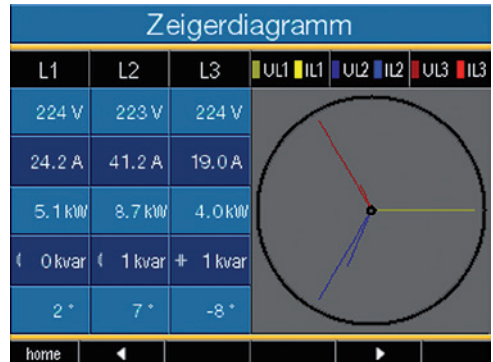 Zeigerdiagramm
L1 L2 L3 UL1 IL1 UL2 IL2 UL3 IL3
224 V 223 V 224 V
24.2 A 41.2 A 19.0 A
5.1 kW 8.7 kW 4.0 kW
0 kvar 1 kvar 1 kvar
2 ° 7 ° -8 °
home